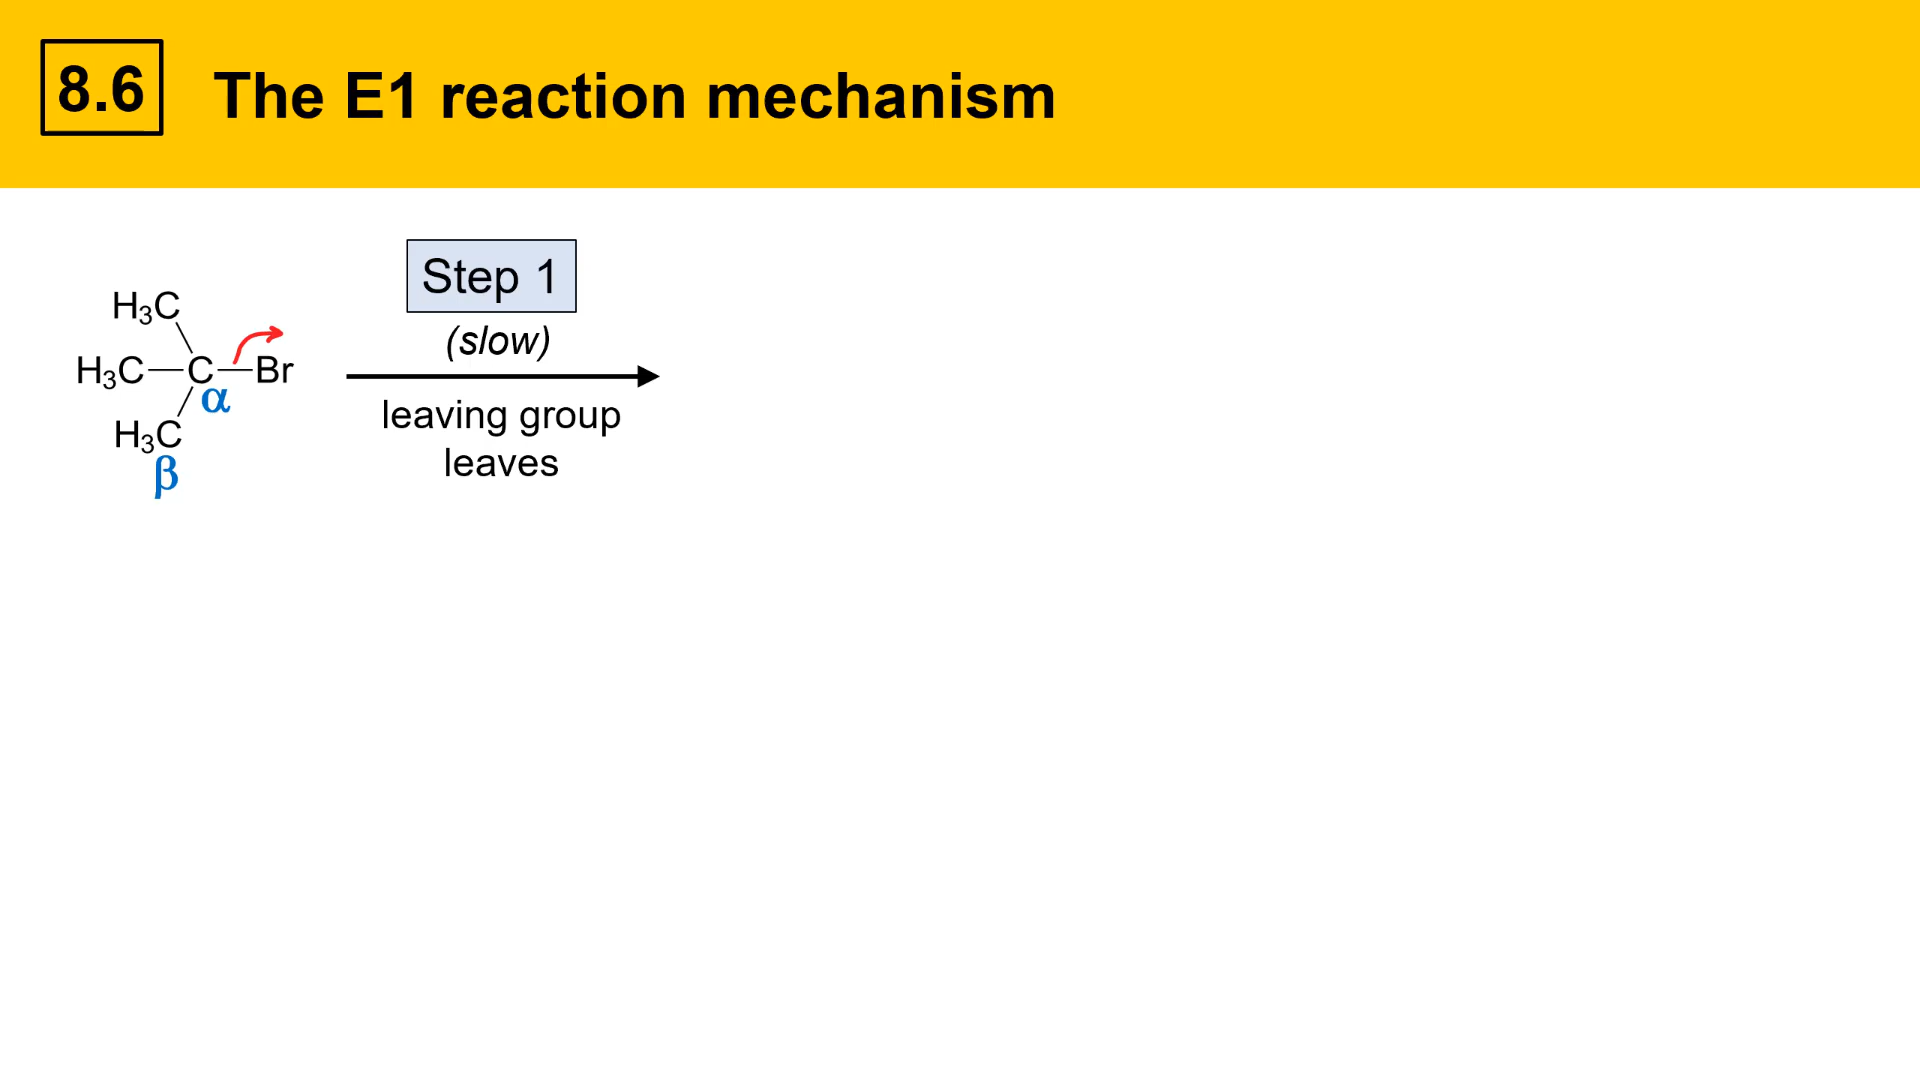 8.6 The E1 reaction mechanism
Step 1
(slow)
leaving group
leaves
H₃C
H₃C—C—Br
α
H₃C
β